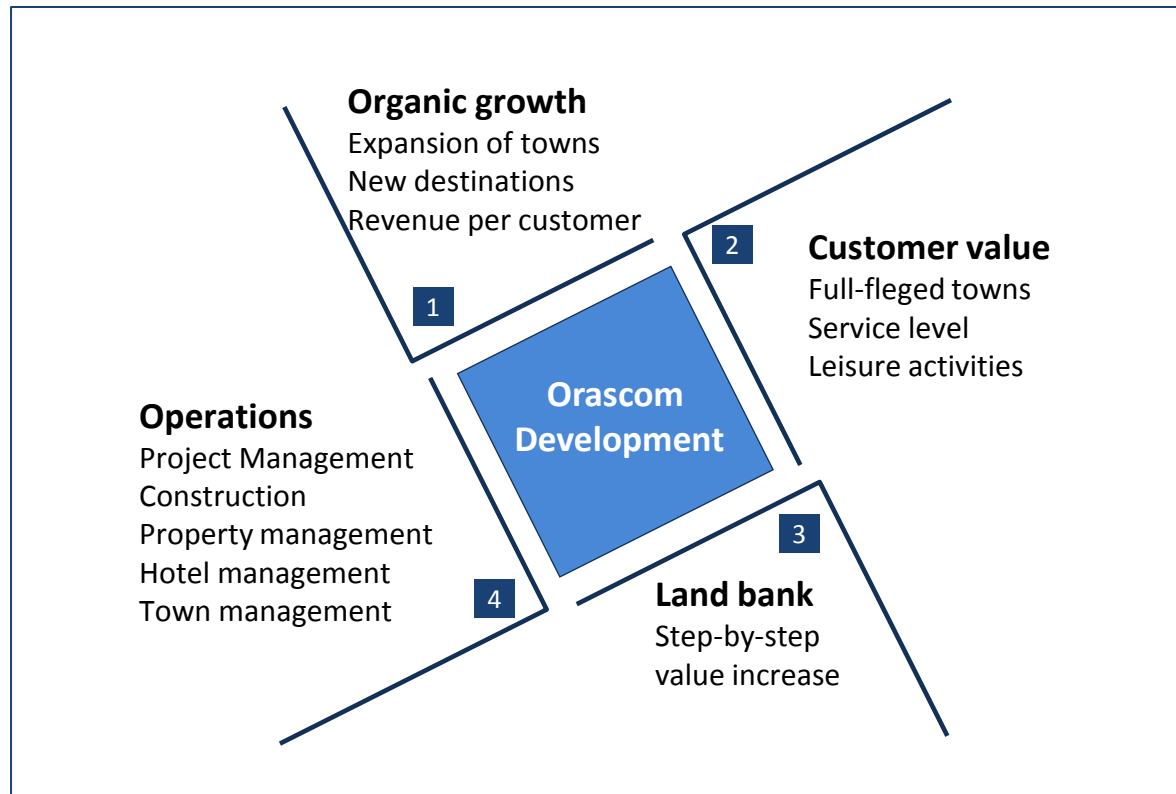 Organic growth
Expansion of towns
New destinations
Revenue per customer
1
2
Customer value
Full-fleged towns
Service level
Leisure activities
Orascom
Development
Operations
Project Management
Construction
Property management
Hotel management
Town management
4
3
Land bank
Step-by-step
value increase